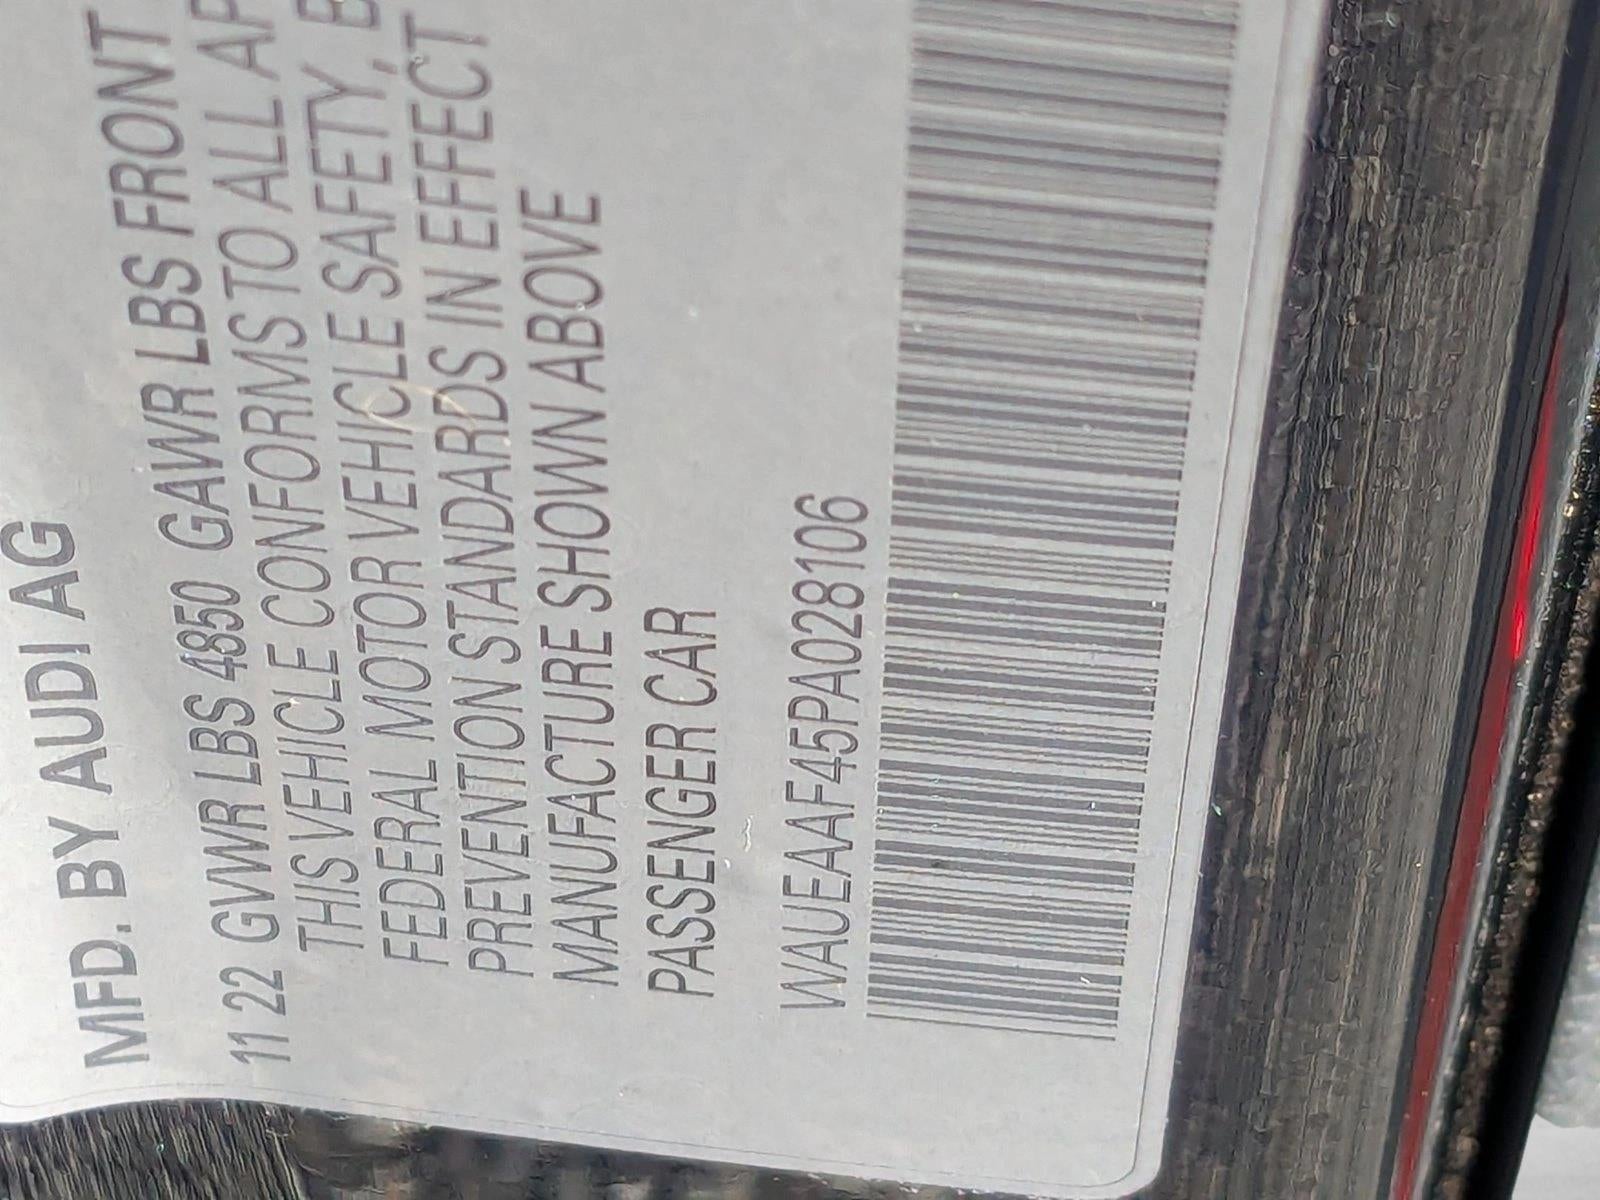 MFD. BY AUDI AG
11 22 GVWR LBS 4850 GAWR LBS FRONT
THIS VEHICLE CONFORMS TO ALL AP
FEDERAL MOTOR VEHICLE SAFETY, B
PREVENTION STANDARDS IN EFFECT
MANUFACTURE SHOWN ABOVE
PASSENGER CAR
WAUEAAF45PA028106